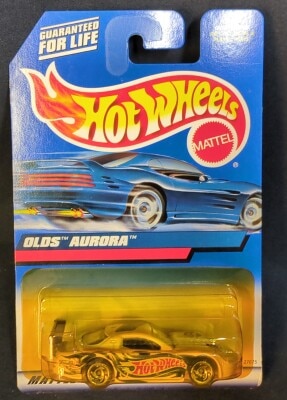 GUARANTEED
FOR LIFE
HOT WHEELS
MATTEL
®
OLDS™ AURORA™
HOT WHEELS